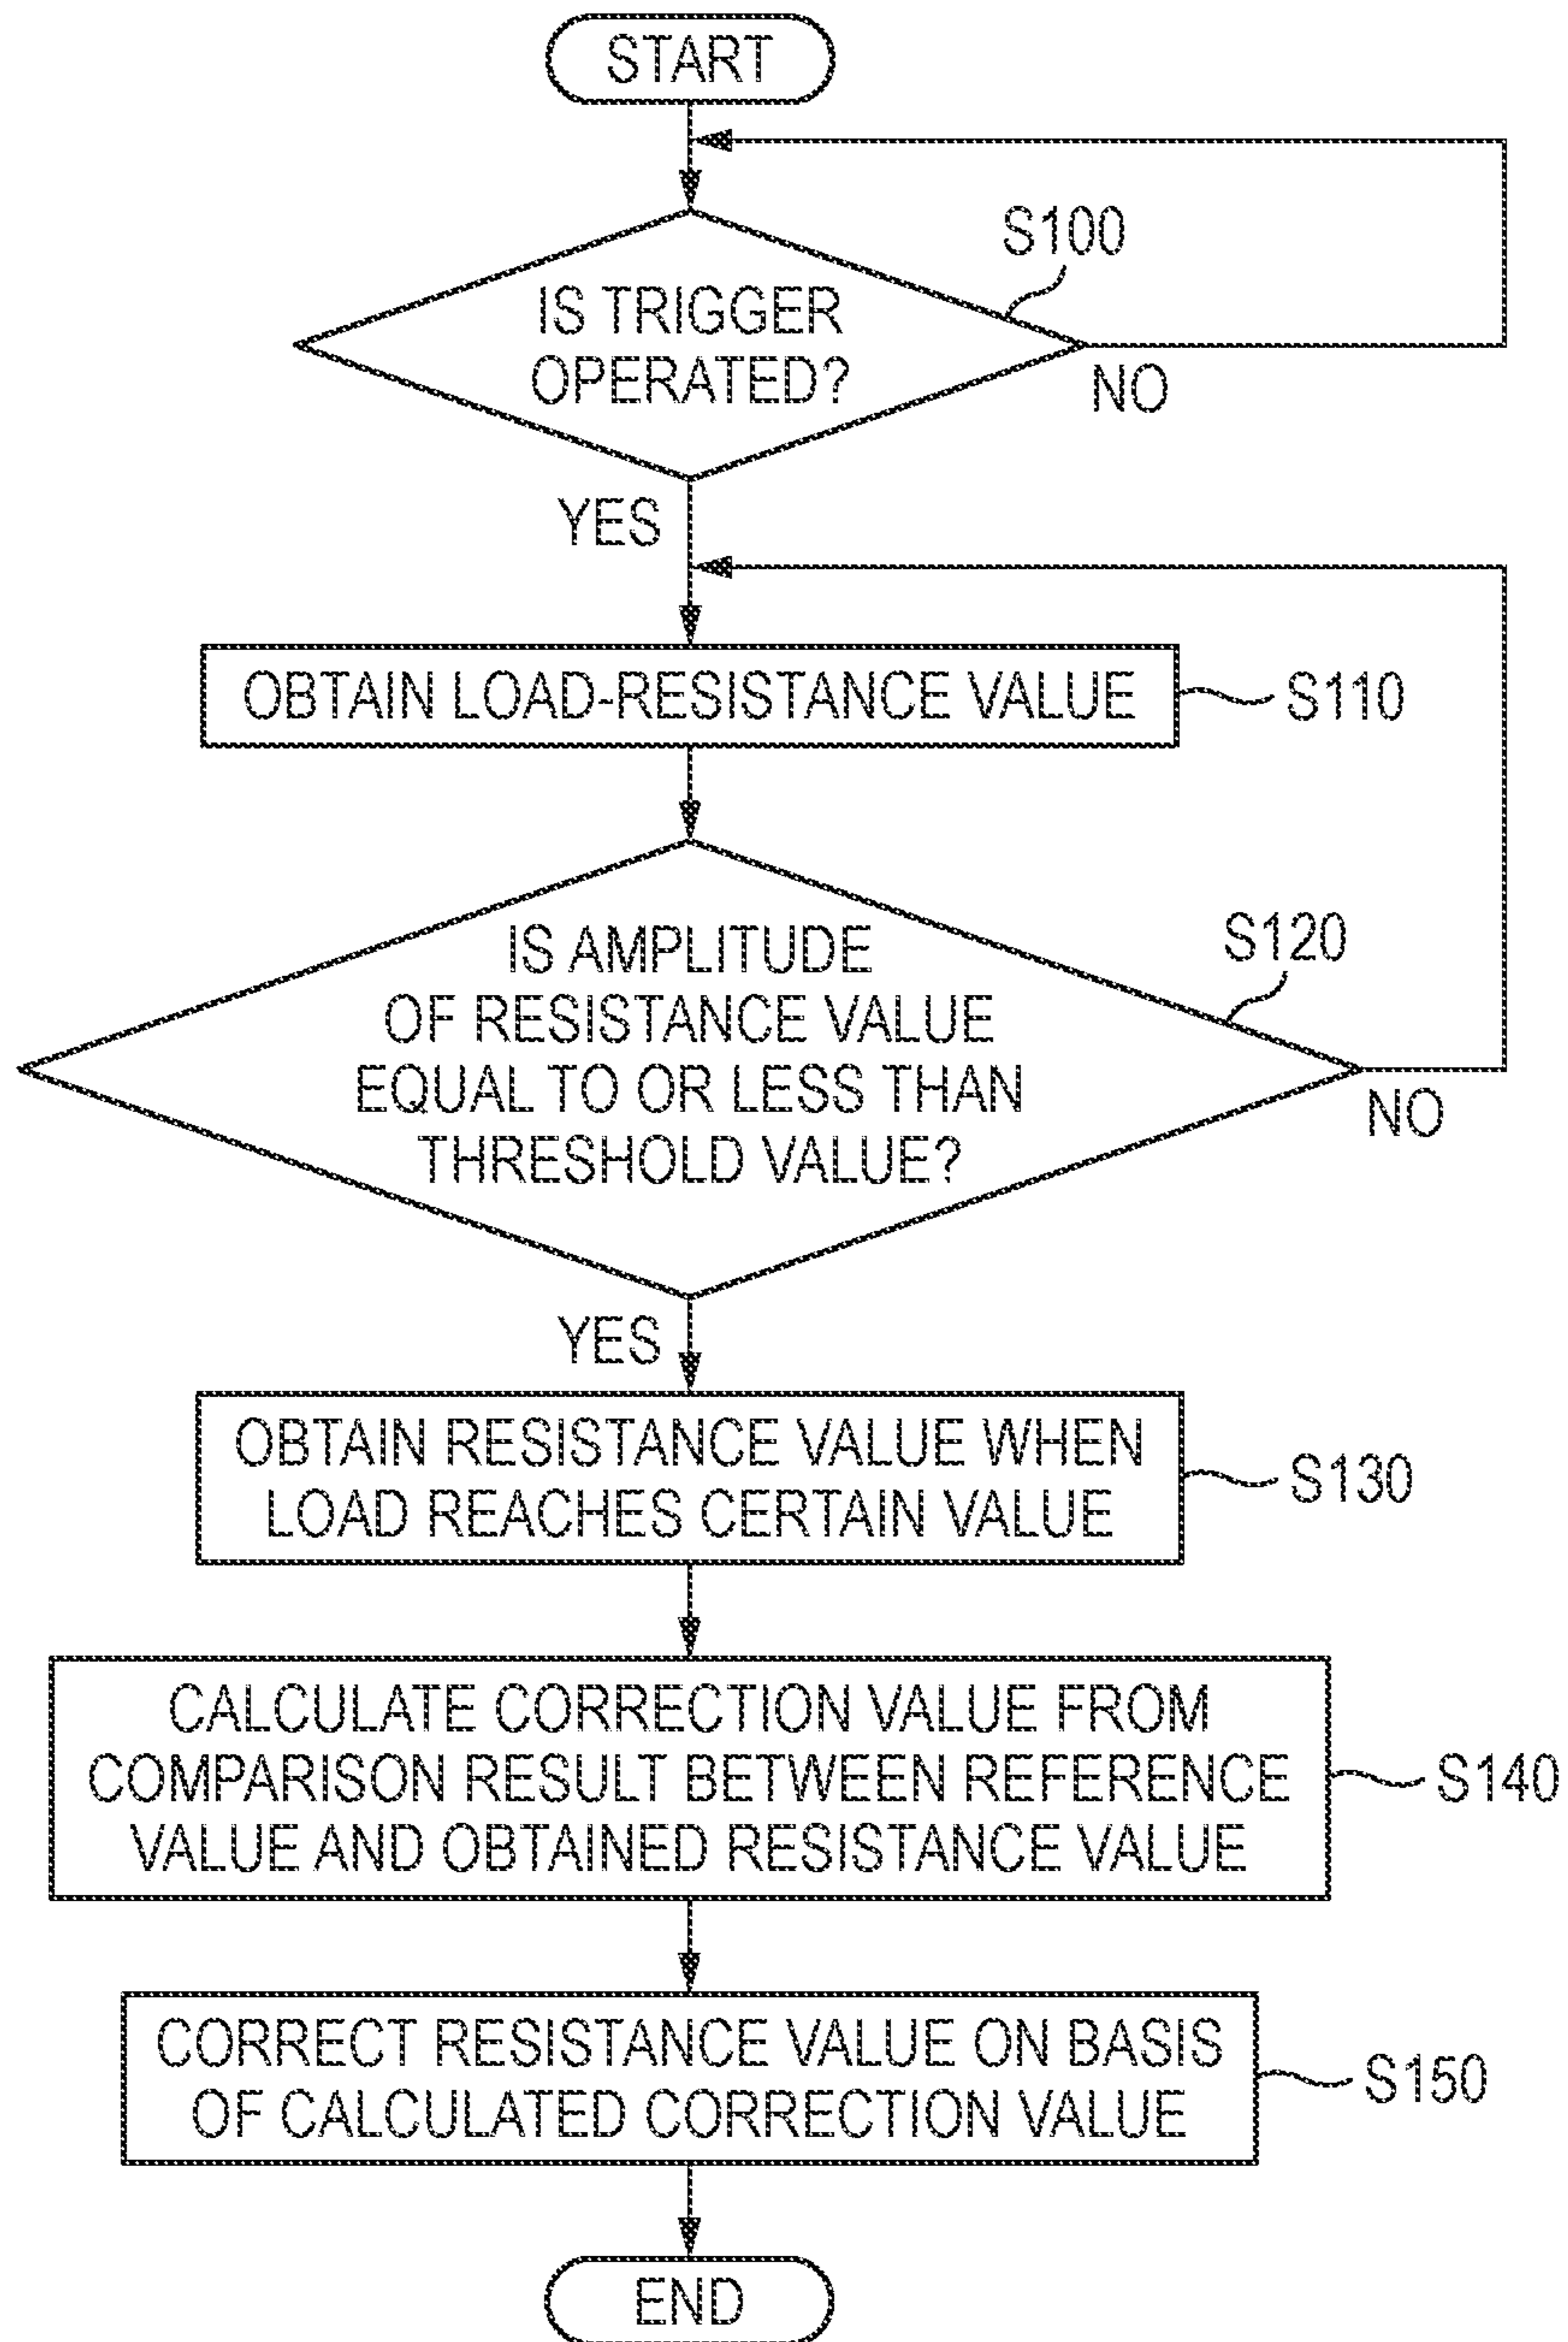 START
S100
IS TRIGGER
OPERATED?
NO
YES
OBTAIN LOAD-RESISTANCE VALUE
S110
S120
IS AMPLITUDE
OF RESISTANCE VALUE
EQUAL TO OR LESS THAN
THRESHOLD VALUE?
NO
YES
OBTAIN RESISTANCE VALUE WHEN
LOAD REACHES CERTAIN VALUE
S130
CALCULATE CORRECTION VALUE FROM
COMPARISON RESULT BETWEEN REFERENCE
VALUE AND OBTAINED RESISTANCE VALUE
S140
CORRECT RESISTANCE VALUE ON BASIS
OF CALCULATED CORRECTION VALUE
S150
END